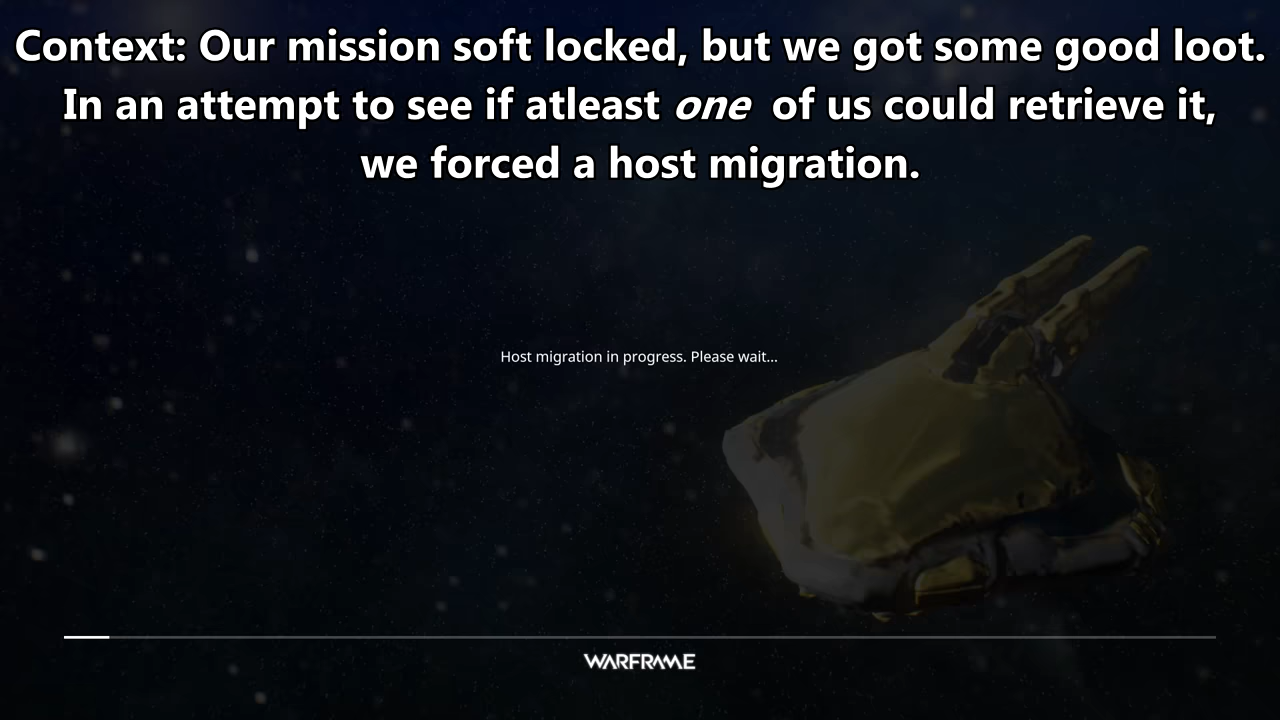 Context: Our mission soft locked, but we got some good loot.
In an attempt to see if atleast one of us could retrieve it,
we forced a host migration.
Host migration in progress. Please wait...
WARFRAME